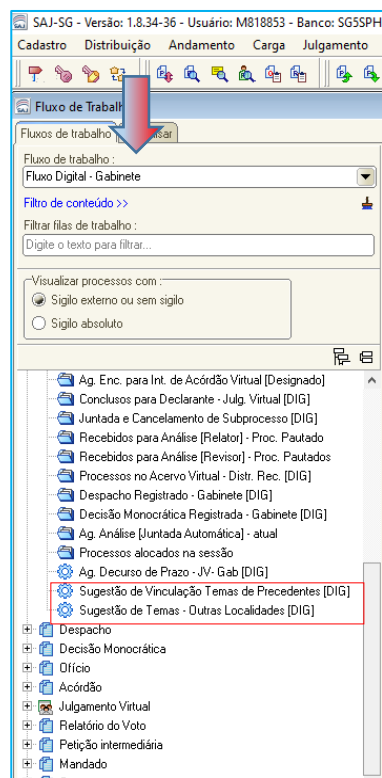 SAJ-SG - Versão: 1.8.34-36 - Usuário: M818853 - Banco: SG5SPH
Cadastro Distribuição Andamento Carga Julgamento
Fluxo de Trabalh
Fluxos de trabalho
Fluxo de trabalho :
Fluxo Digital - Gabinete
Filtro de conteúdo >>
Filtrar filas de trabalho :
Digite o texto para filtrar...
Visualizar processos com :
Sigilo externo ou sem sigilo
Sigilo absoluto
Ag. Enc. para Int. de Acórdão Virtual [Designado]
Conclusos para Declarante - Julg. Virtual [DIG]
Juntada e Cancelamento de Subprocesso [DIG]
Recebidos para Análise [Relator] - Proc. Pautado
Recebidos para Análise [Revisor] - Proc. Pautados
Processos no Acervo Virtual - Distr. Rec. [DIG]
Despacho Registrado - Gabinete [DIG]
Decisão Monocrática Registrada - Gabinete [DIG]
Ag. Análise [Juntada Automática] - atual
Processos alocados na sessão
Ag. Decurso de Prazo - JV- Gab [DIG]
Sugestão de Vinculação Temas de Precedentes [DIG]
Sugestão de Temas - Outras Localidades [DIG]
Despacho
Decisão Monocrática
Ofício
Acórdão
Julgamento Virtual
Relatório do Voto
Petição intermediária
Mandado